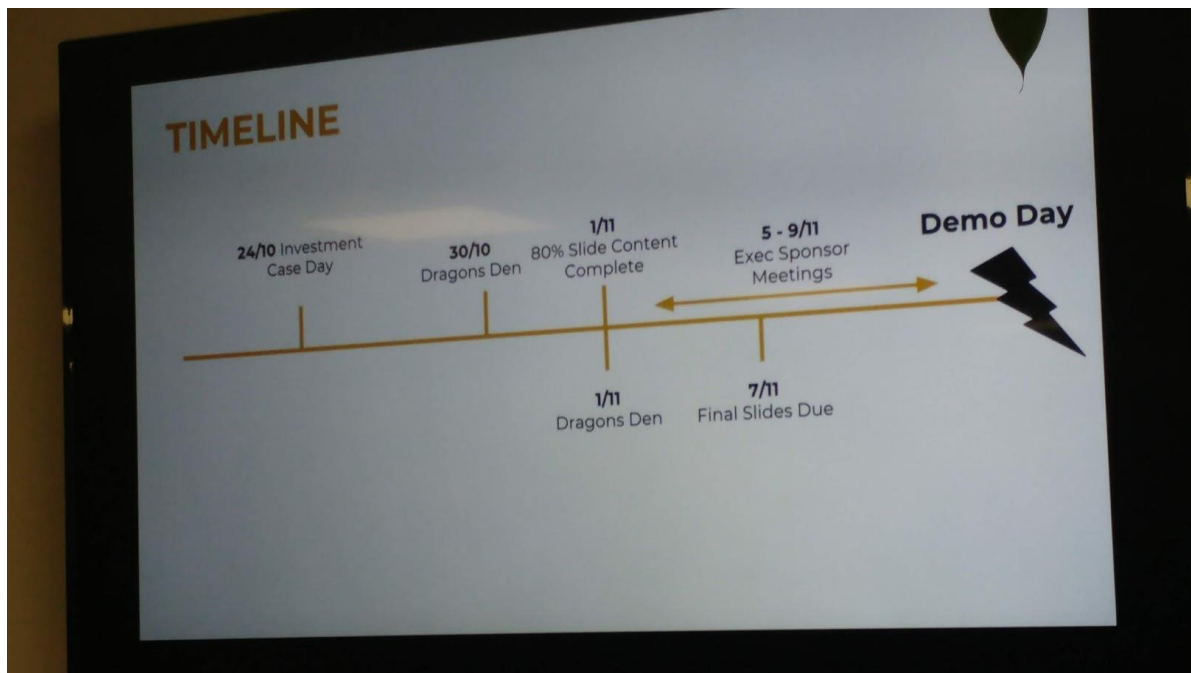 TIMELINE
24/10 Investment
Case Day
30/10
Dragons Den
1/11
80% Slide Content
Complete
5 - 9/11
Exec Sponsor
Meetings
Demo Day
1/11
Dragons Den
7/11
Final Slides Due